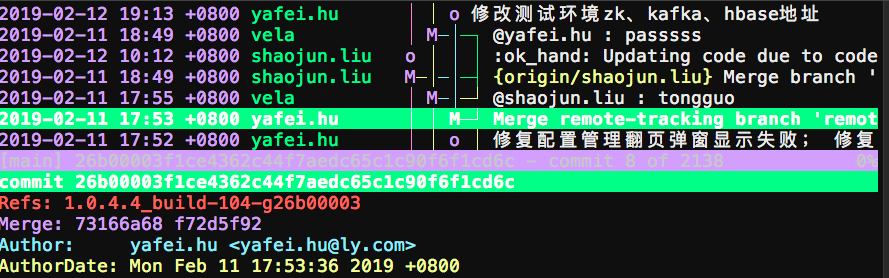 2019-02-12 19:13 +0800 yafei.hu o 修改测试环境zk、kafka、hbase地址
2019-02-11 18:49 +0800 vela M @yafei.hu : passsss
2019-02-11 10:12 +0800 shaojun.liu o :ok_hand: Updating code due to code
2019-02-11 18:49 +0800 shaojun.liu M {origin/shaojun.liu} Merge branch '
2019-02-11 17:55 +0800 vela M @shaojun.liu : tongguo
2019-02-11 17:53 +0800 yafei.hu M Merge remote-tracking branch 'remot
2019-02-11 17:52 +0800 yafei.hu o 修复配置管理翻页弹窗显示失败； 修复
[main] 26b00003f1ce4362c44f7aedc65c1c90f6f1cd6c - commit 8 of 2138 0%
commit 26b00003f1ce4362c44f7aedc65c1c90f6f1cd6c
Refs: 1.0.4.4_build-104-g26b00003
Merge: 73166a68 f72d5f92
Author: yafei.hu <yafei.hu@ly.com>
AuthorDate: Mon Feb 11 17:53:36 2019 +0800